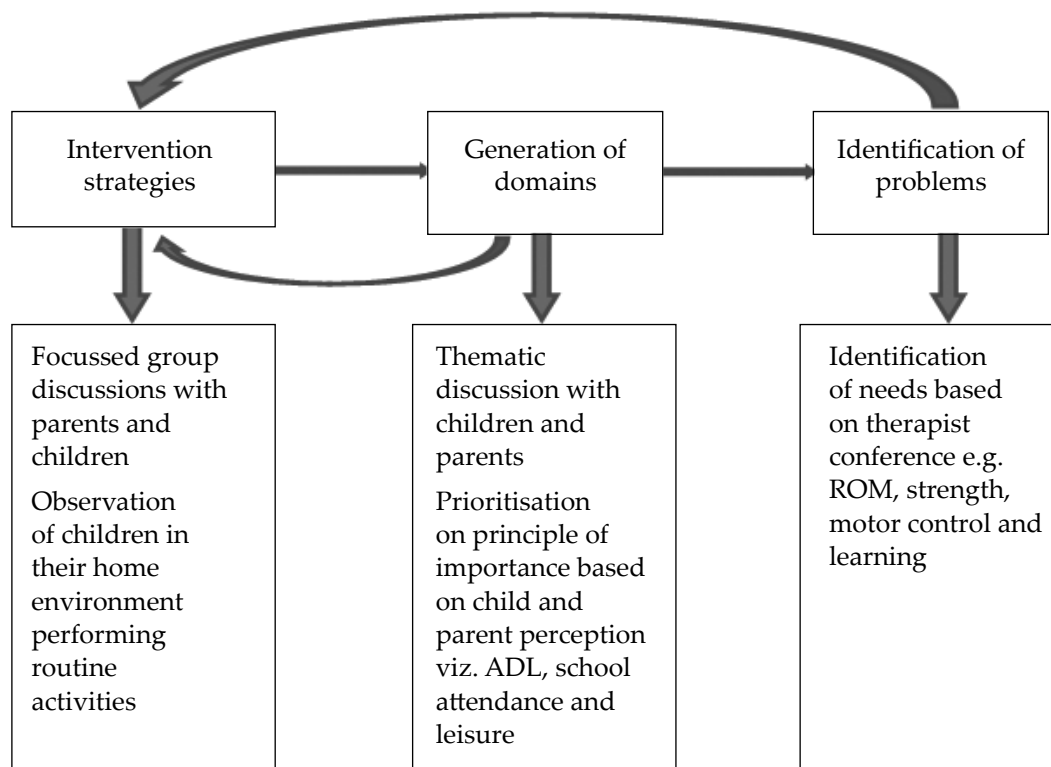 Intervention
strategies
Generation of
domains
Identification of
problems
Focussed group
discussions with
parents and
children
Observation
of children in
their home
environment
performing
routine
activities
Thematic
discussion with
children and
parents
Prioritisation
on principle of
importance based
on child and
parent perception
viz. ADL, school
attendance and
leisure
Identification
of needs based
on therapist
conference e.g.
ROM, strength,
motor control and
learning